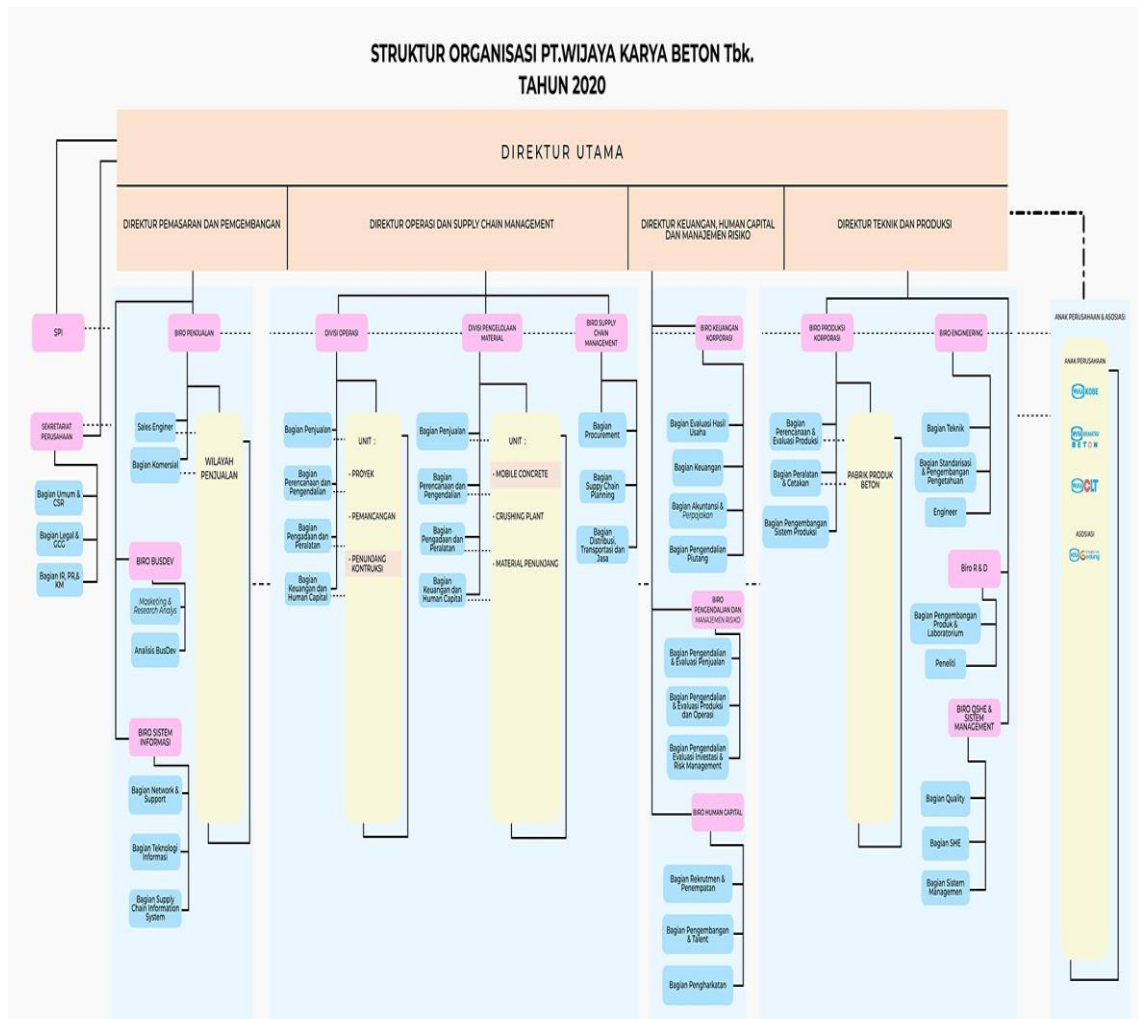 STRUKTUR ORGANISASI PT.WIJAYA KARYA BETON Tbk.
TAHUN 2020
DIREKTUR UTAMA
DIREKTUR PEMASARAN DAN PEMGEMBANGAN
DIREKTUR OPERASI DAN SUPPLY CHAIN MANAGEMENT
DIREKTUR KEUANGAN, HUMAN CAPITAL
DAN MANAJEMEN RISIKO
DIREKTUR TEKNIK DAN PRODUKSI
SPI
SEKRETARIAT
PERUSAHAAN
Bagian Umum &
CSR
Bagian Legal &
GCG
Bagian IR, PR,&
KM
BIRO PENJUALAN
Sales Enginer
Bagian Komersial
WILAYAH
PENJUALAN
BIRO BUSDEV
Masketing &
Research Analys
Analisis BusDev
BIRO SISTEM
INFORMASI
Bagian Network &
Support
Bagian Teknologi
Informasi
Bagian Supply
Chain Information
System
DIVISI OPERASI
Bagian Penjualan
Bagian
Perencanaan dan
Pengendalian
Bagian
Pengadaan dan
Peralatan
Bagian
Keuangan dan
Human Capital
UNIT :
- PROYEK
- PEMANCANGAN
- PENUNJANG
KONTRUKSI
DIVISI PENGELOLAAN
MATERIAL
Bagian Penjualan
Bagian
Perencanaan dan
Pengendalian
Bagian
Pengadaan dan
Peralatan
Bagian
Keuangan dan
Human Capital
UNIT :
- MOBILE CONCRETE
- CRUSHING PLANT
- MATERIAL PENUNJANG
BIRO SUPPLY
CHAIN
MANAGEMENT
Bagian
Procurement
Bagian
Supply Chain
Planning
Bagian
Distribusi,
Transportasi dan
Jasa
BIRO KEUANGAN
KORPORASI
Bagian Evaluasi Hasil
Usaha
Bagian Keuangan
Bagian Akuntansi &
Perpajakan
Bagian Pengendalian
Piutang
BIRO
PENGENDALIAN DAN
MANAJEMEN RISIKO
Bagian Pengendalian
& Evaluasi Penjualan
Bagian Pengendalian
& Evaluasi Produksi
dan Operasi
Bagian Pengendalian
Evaluasi Investasi &
Risk Management
BIRO HUMAN CAPITAL
Bagian Rekrutmen &
Penempatan
Bagian Pengembangan
& Talent
Bagian Pengharkatan
BIRO PRODUKSI
KORPORASI
Bagian
Perencanaan &
Evaluasi Produksi
Bagian Peralatan
& Cetakan
Bagian Pengembangan
Sistem Produksi
PABRIK PRODUK
BETON
BIRO ENGINEERING
Bagian Teknik
Bagian Standarisasi
& Pengembangan
Pengetahuan
Engineer
Biro R & D
Bagian Pengembangan
Produk &
Laboratorium
Peneliti
BIRO QSHE &
SISTEM
MANAGEMENT
Bagian Quality
Bagian SHE
Bagian Sistem
Managemen
ANAK PERUSAHAAN & ASOSIASI
ANAK PERUSAHAAN
KOBE
BETON
CLT
ASOSIASI
Gedung